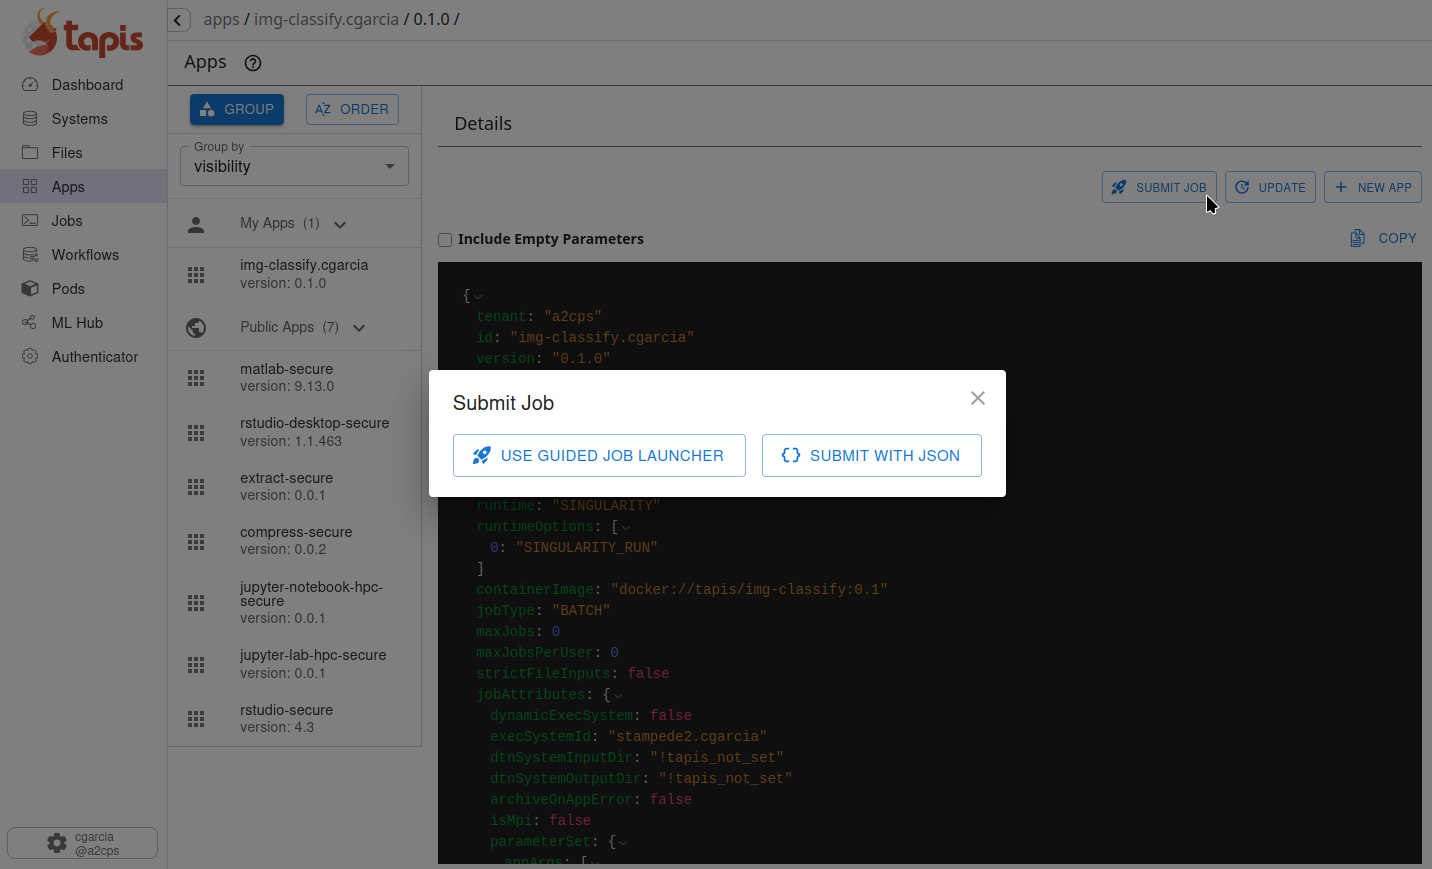 tapis
apps / img-classify.cgarcia / 0.1.0 /
Apps
Dashboard
Systems
Files
Apps
Jobs
Workflows
Pods
ML Hub
Authenticator
cgarcia
@a2cps
GROUP
AZ ORDER
Group by
visibility
My Apps (1)
img-classify.cgarcia
version: 0.1.0
Public Apps (7)
matlab-secure
version: 9.13.0
rstudio-desktop-secure
version: 1.1.463
extract-secure
version: 0.0.1
compress-secure
version: 0.0.2
jupyter-notebook-hpc-
secure
version: 0.0.1
jupyter-lab-hpc-secure
version: 0.0.1
rstudio-secure
version: 4.3
Details
SUBMIT JOB
UPDATE
NEW APP
Include Empty Parameters
COPY
{
tenant: "a2cps"
id: "img-classify.cgarcia"
version: "0.1.0"
Submit Job
USE GUIDED JOB LAUNCHER
SUBMIT WITH JSON
runtime: "SINGULARITY"
runtimeOptions: [
0: "SINGULARITY_RUN"
]
containerImage: "docker://tapis/img-classify:0.1"
jobType: "BATCH"
maxJobs: 0
maxJobsPerUser: 0
strictFileInputs: false
jobAttributes: {
dynamicExecSystem: false
execSystemId: "stampede2.cgarcia"
dtnSystemInputDir: "!tapis_not_set"
dtnSystemOutputDir: "!tapis_not_set"
archiveOnAppError: false
isMpi: false
parameterSet: {
appArgs: [